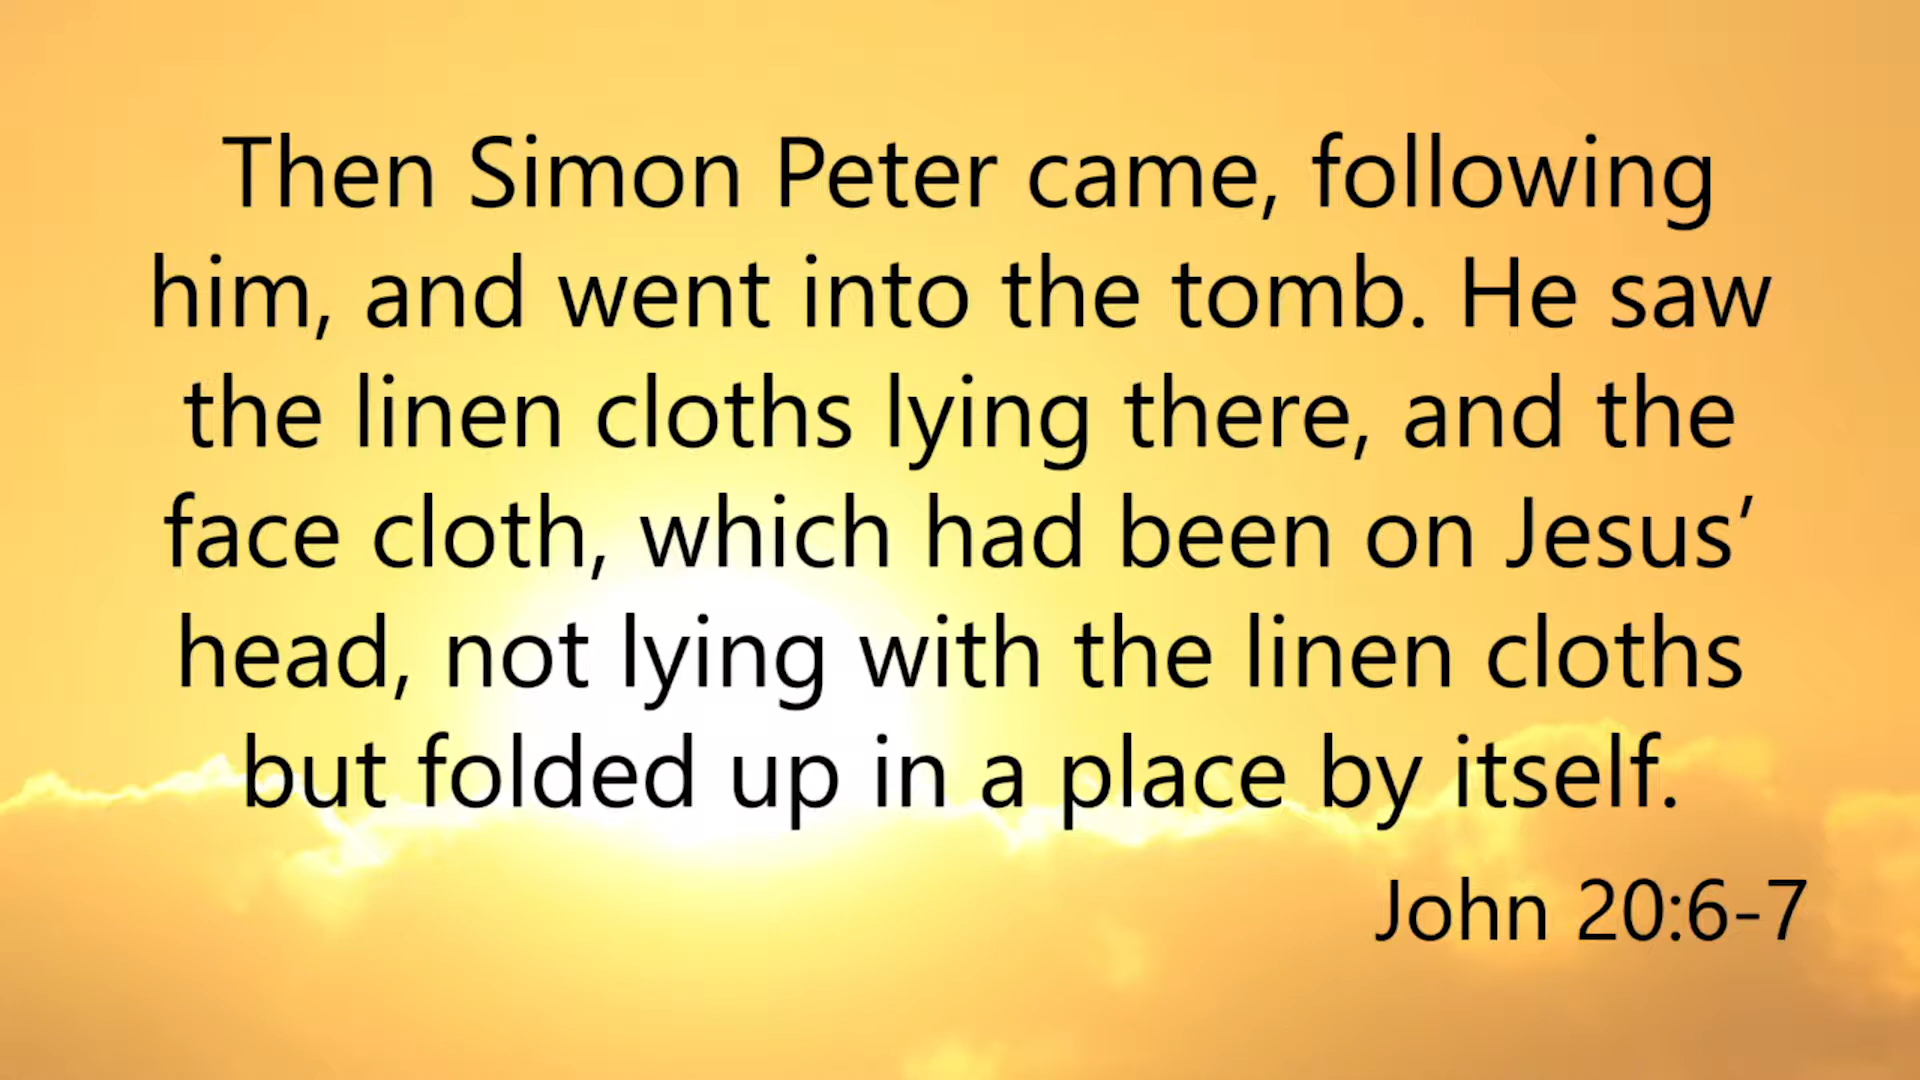 Then Simon Peter came, following
him, and went into the tomb. He saw
the linen cloths lying there, and the
face cloth, which had been on Jesus’
head, not lying with the linen cloths
but folded up in a place by itself.
John 20:6-7